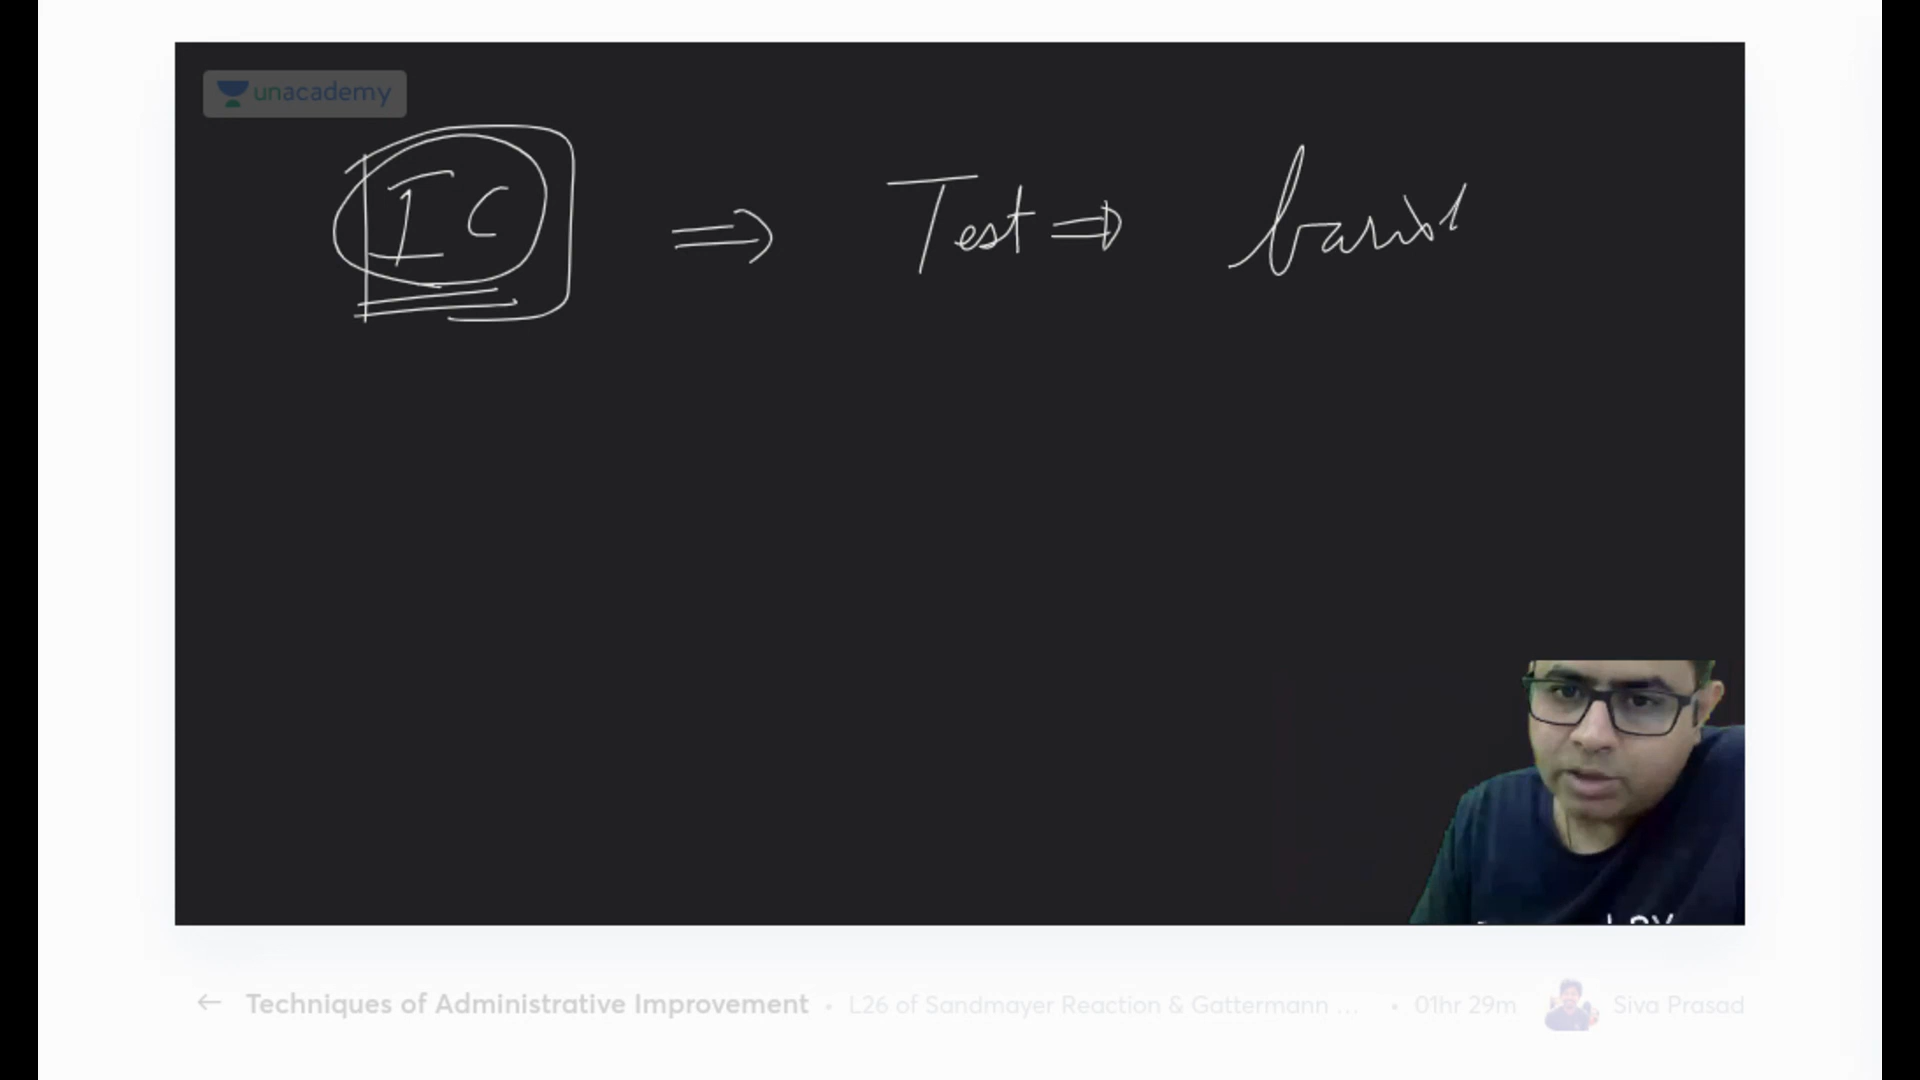 unacademy
IC ⇒ Test ⇒
← Techniques of Administrative Improvement • L26 of Sandmayer Reaction & Gattermann ... • 01hr 29m Siva Prasad